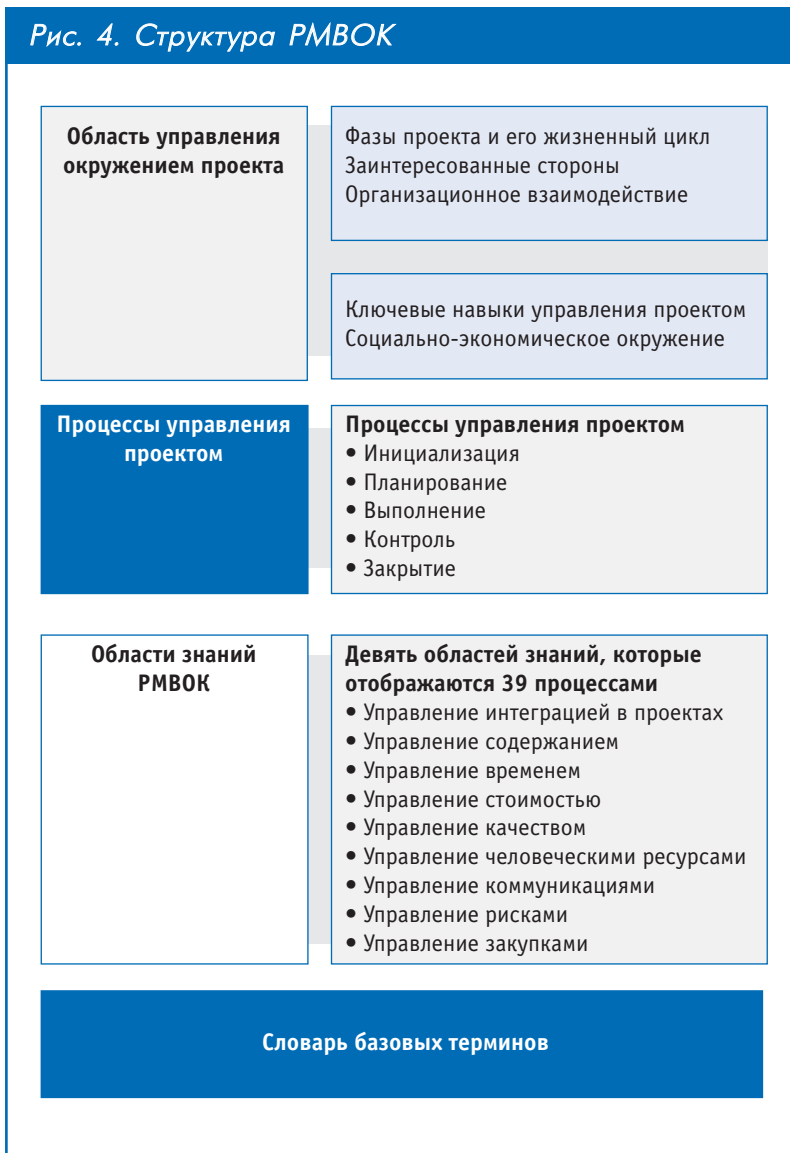 Рис. 4. Структура PMBOK
Область управления
окружением проекта
Фазы проекта и его жизненный цикл
Заинтересованные стороны
Организационное взаимодействие
Ключевые навыки управления проектом
Социально-экономическое окружение
Процессы управления
проектом
Процессы управления проектом
• Инициализация
• Планирование
• Выполнение
• Контроль
• Закрытие
Области знаний
PMBOK
Девять областей знаний, которые
отображаются 39 процессами
• Управление интеграцией в проектах
• Управление содержанием
• Управление временем
• Управление стоимостью
• Управление качеством
• Управление человеческими ресурсами
• Управление коммуникациями
• Управление рисками
• Управление закупками
Словарь базовых терминов